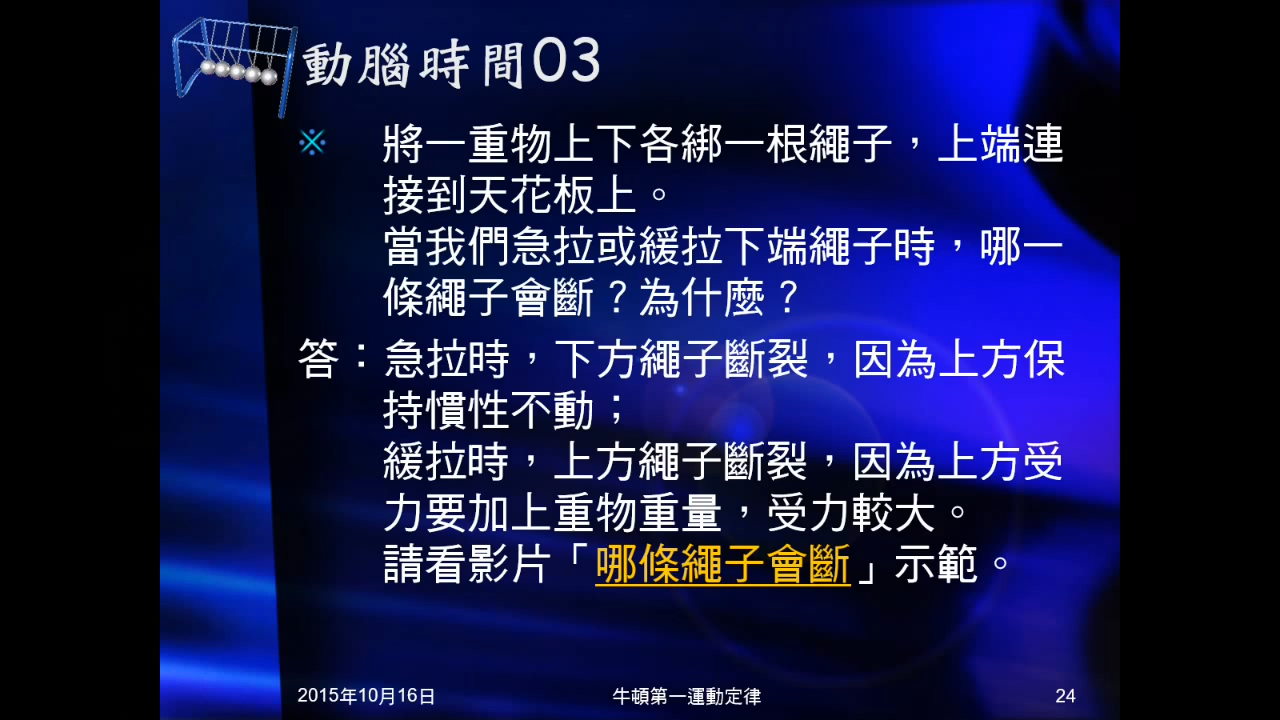 動腦時間03
※ 將一重物上下各綁一根繩子，上端連
接到天花板上。
當我們急拉或緩拉下端繩子時，哪一
條繩子會斷？為什麼？
答：急拉時，下方繩子斷裂，因為上方保
持慣性不動；
緩拉時，上方繩子斷裂，因為上方受
力要加上重物重量，受力較大。
請看影片「哪條繩子會斷」示範。
2015年10月16日
牛頓第一運動定律
24